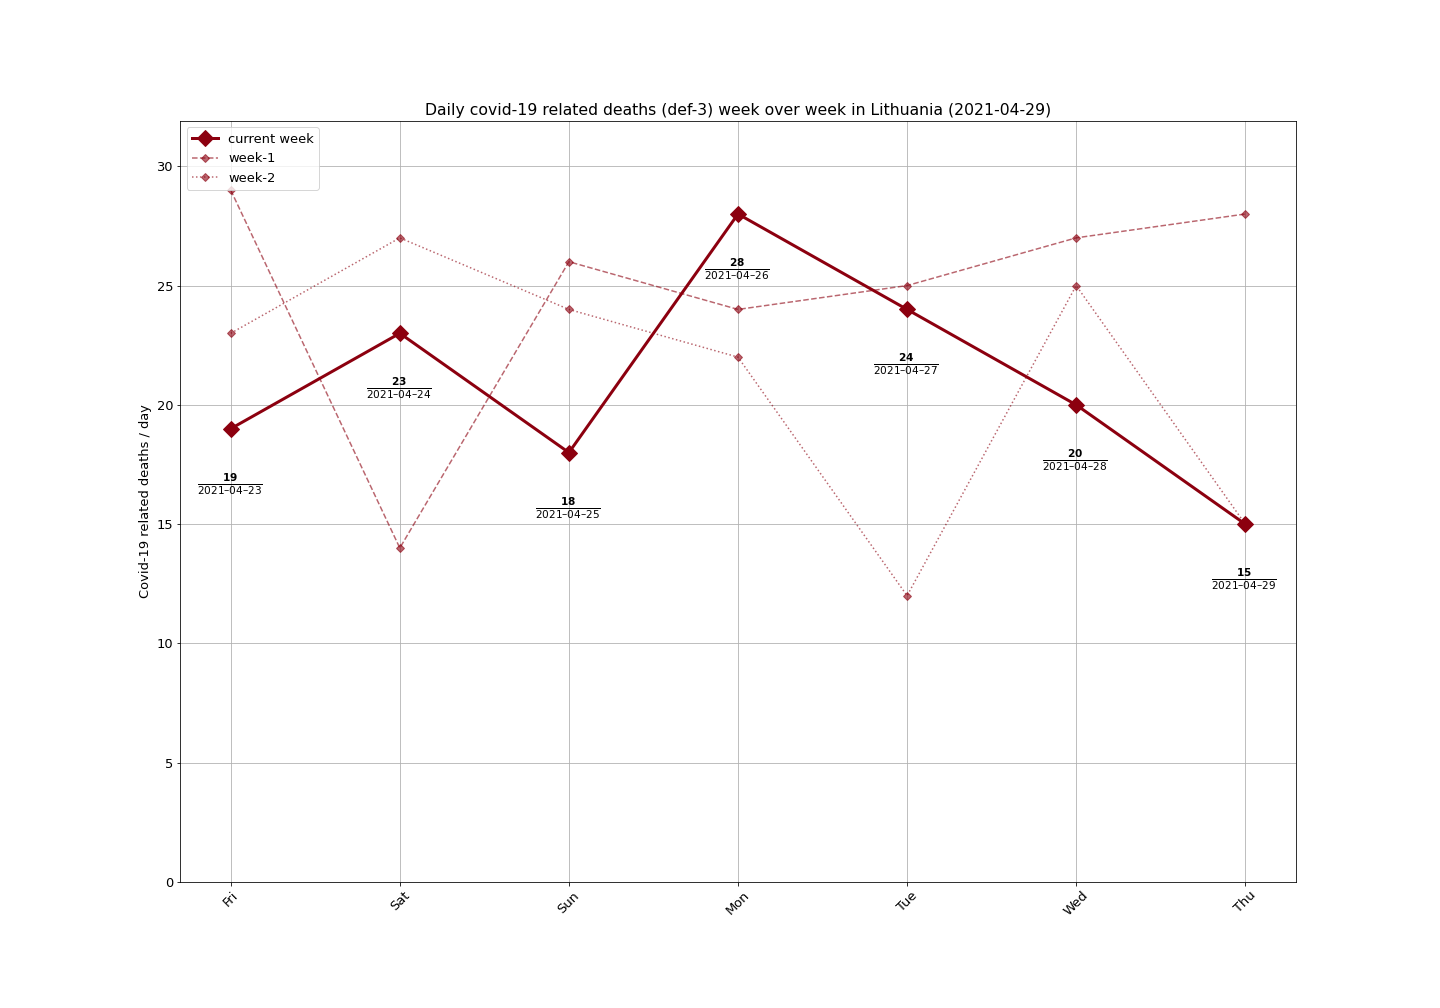 Daily covid-19 related deaths (def-3) week over week in Lithuania (2021-04-29)
current week
week-1
week-2
Covid-19 related deaths / day
30
25
20
15
10
5
0
19
2021–04–23
23
2021–04–24
18
2021–04–25
28
2021–04–26
24
2021–04–27
20
2021–04–28
15
2021–04–29
Fri
Sat
Sun
Mon
Tue
Wed
Thu